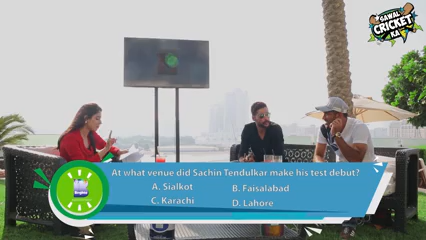 SAWAL
CRICKET
KA
At what venue did Sachin Tendulkar make his test debut?
A. Sialkot
B. Faisalabad
C. Karachi
D. Lahore